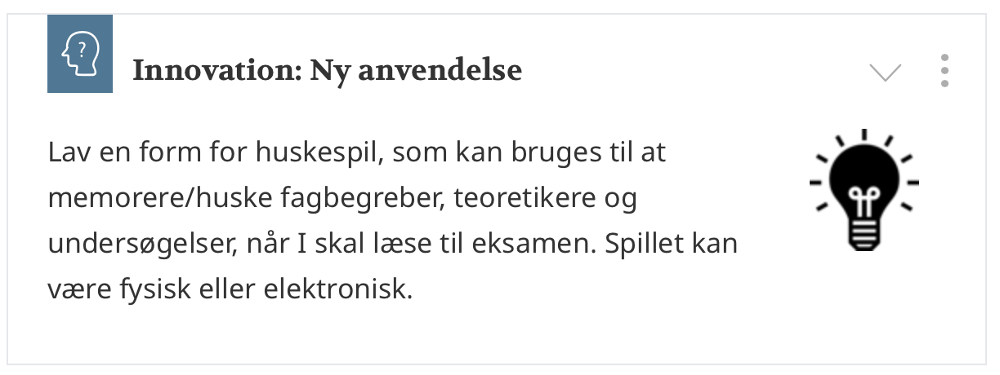 ?
Innovation: Ny anvendelse
Lav en form for huskespil, som kan bruges til at
memorere/huske fagbegreber, teoretikere og
undersøgelser, når I skal læse til eksamen. Spillet kan
være fysisk eller elektronisk.